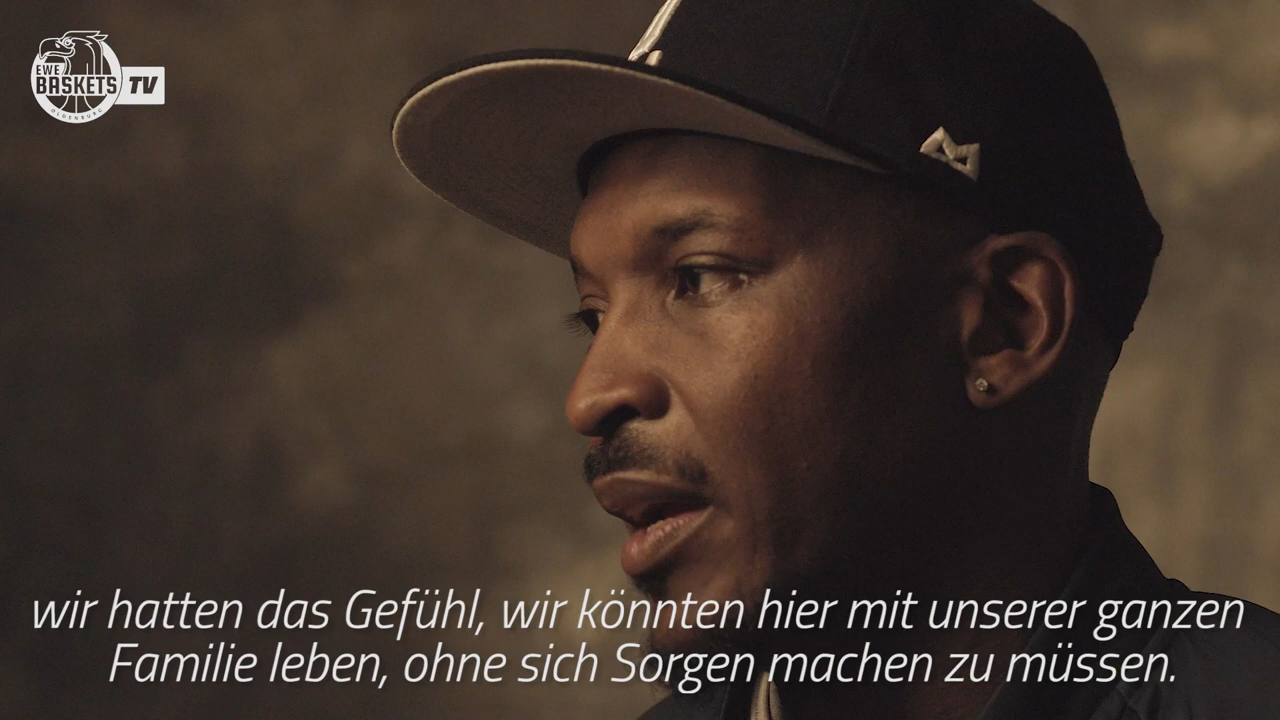 EWE
BASKETS TV
OLDENBURG
wir hatten das Gefühl, wir könnten hier mit unserer ganzen
Familie leben, ohne sich Sorgen machen zu müssen.